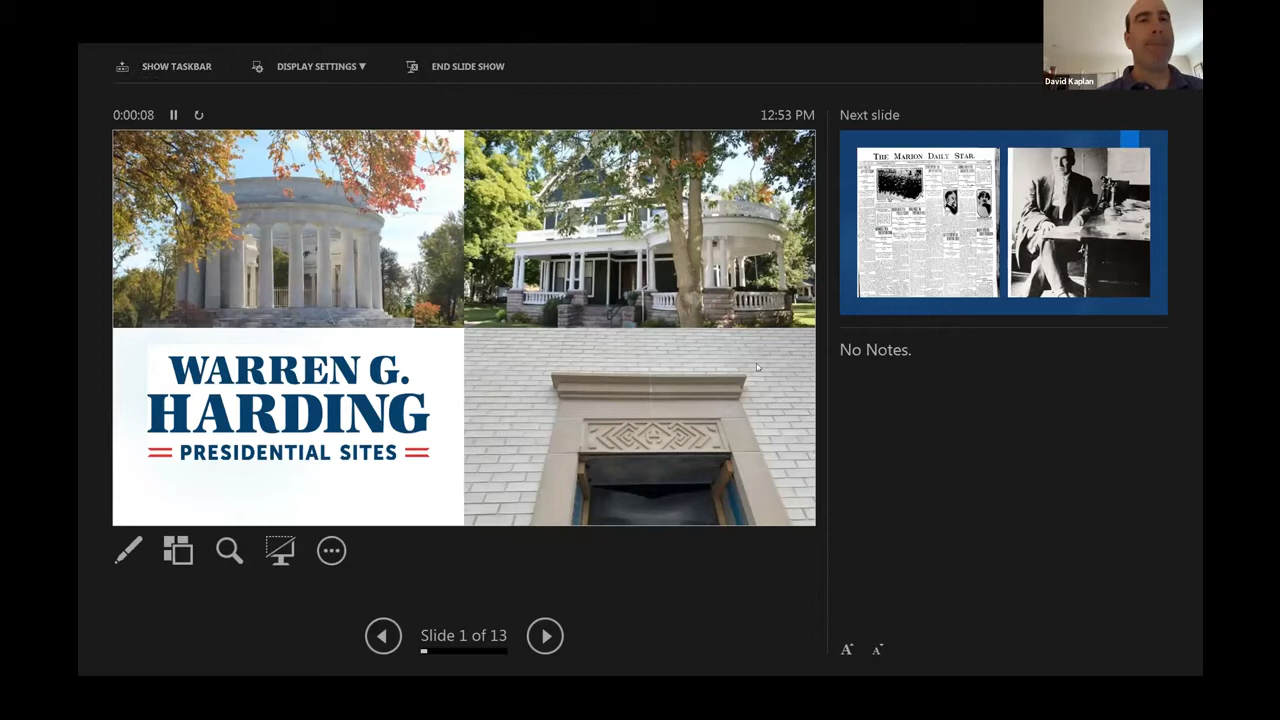 David Kaplan
SHOW TASKBAR
DISPLAY SETTINGS ▼
END SLIDE SHOW
0:00:08
12:53 PM
WARREN G.
HARDING
PRESIDENTIAL SITES
Slide 1 of 13
Next slide
THE MARION DAILY STAR.
No Notes.
A
A